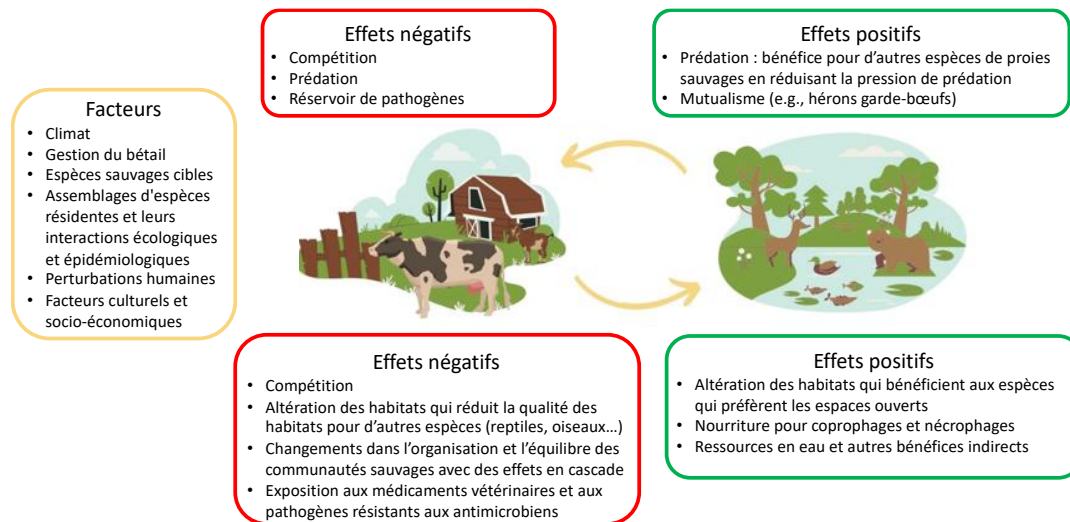 Effets négatifs
• Compétition
• Prédation
• Réservoir de pathogènes
Effets positifs
• Prédation : bénéfice pour d’autres espèces de proies
sauvages en réduisant la pression de prédation
• Mutualisme (e.g., hérons garde-bœufs)
Facteurs
• Climat
• Gestion du bétail
• Espèces sauvages cibles
• Assemblages d'espèces
résidentes et leurs
interactions écologiques
et épidémiologiques
• Perturbations humaines
• Facteurs culturels et
socio-économiques
Effets négatifs
• Compétition
• Altération des habitats qui réduit la qualité des
habitats pour d’autres espèces (reptiles, oiseaux…)
• Changements dans l’organisation et l’équilibre des
communautés sauvages avec des effets en cascade
• Exposition aux médicaments vétérinaires et aux
pathogènes résistants aux antimicrobiens
Effets positifs
• Altération des habitats qui bénéficient aux espèces
qui préfèrent les espaces ouverts
• Nourriture pour coprophages et nécrophages
• Ressources en eau et autres bénéfices indirects